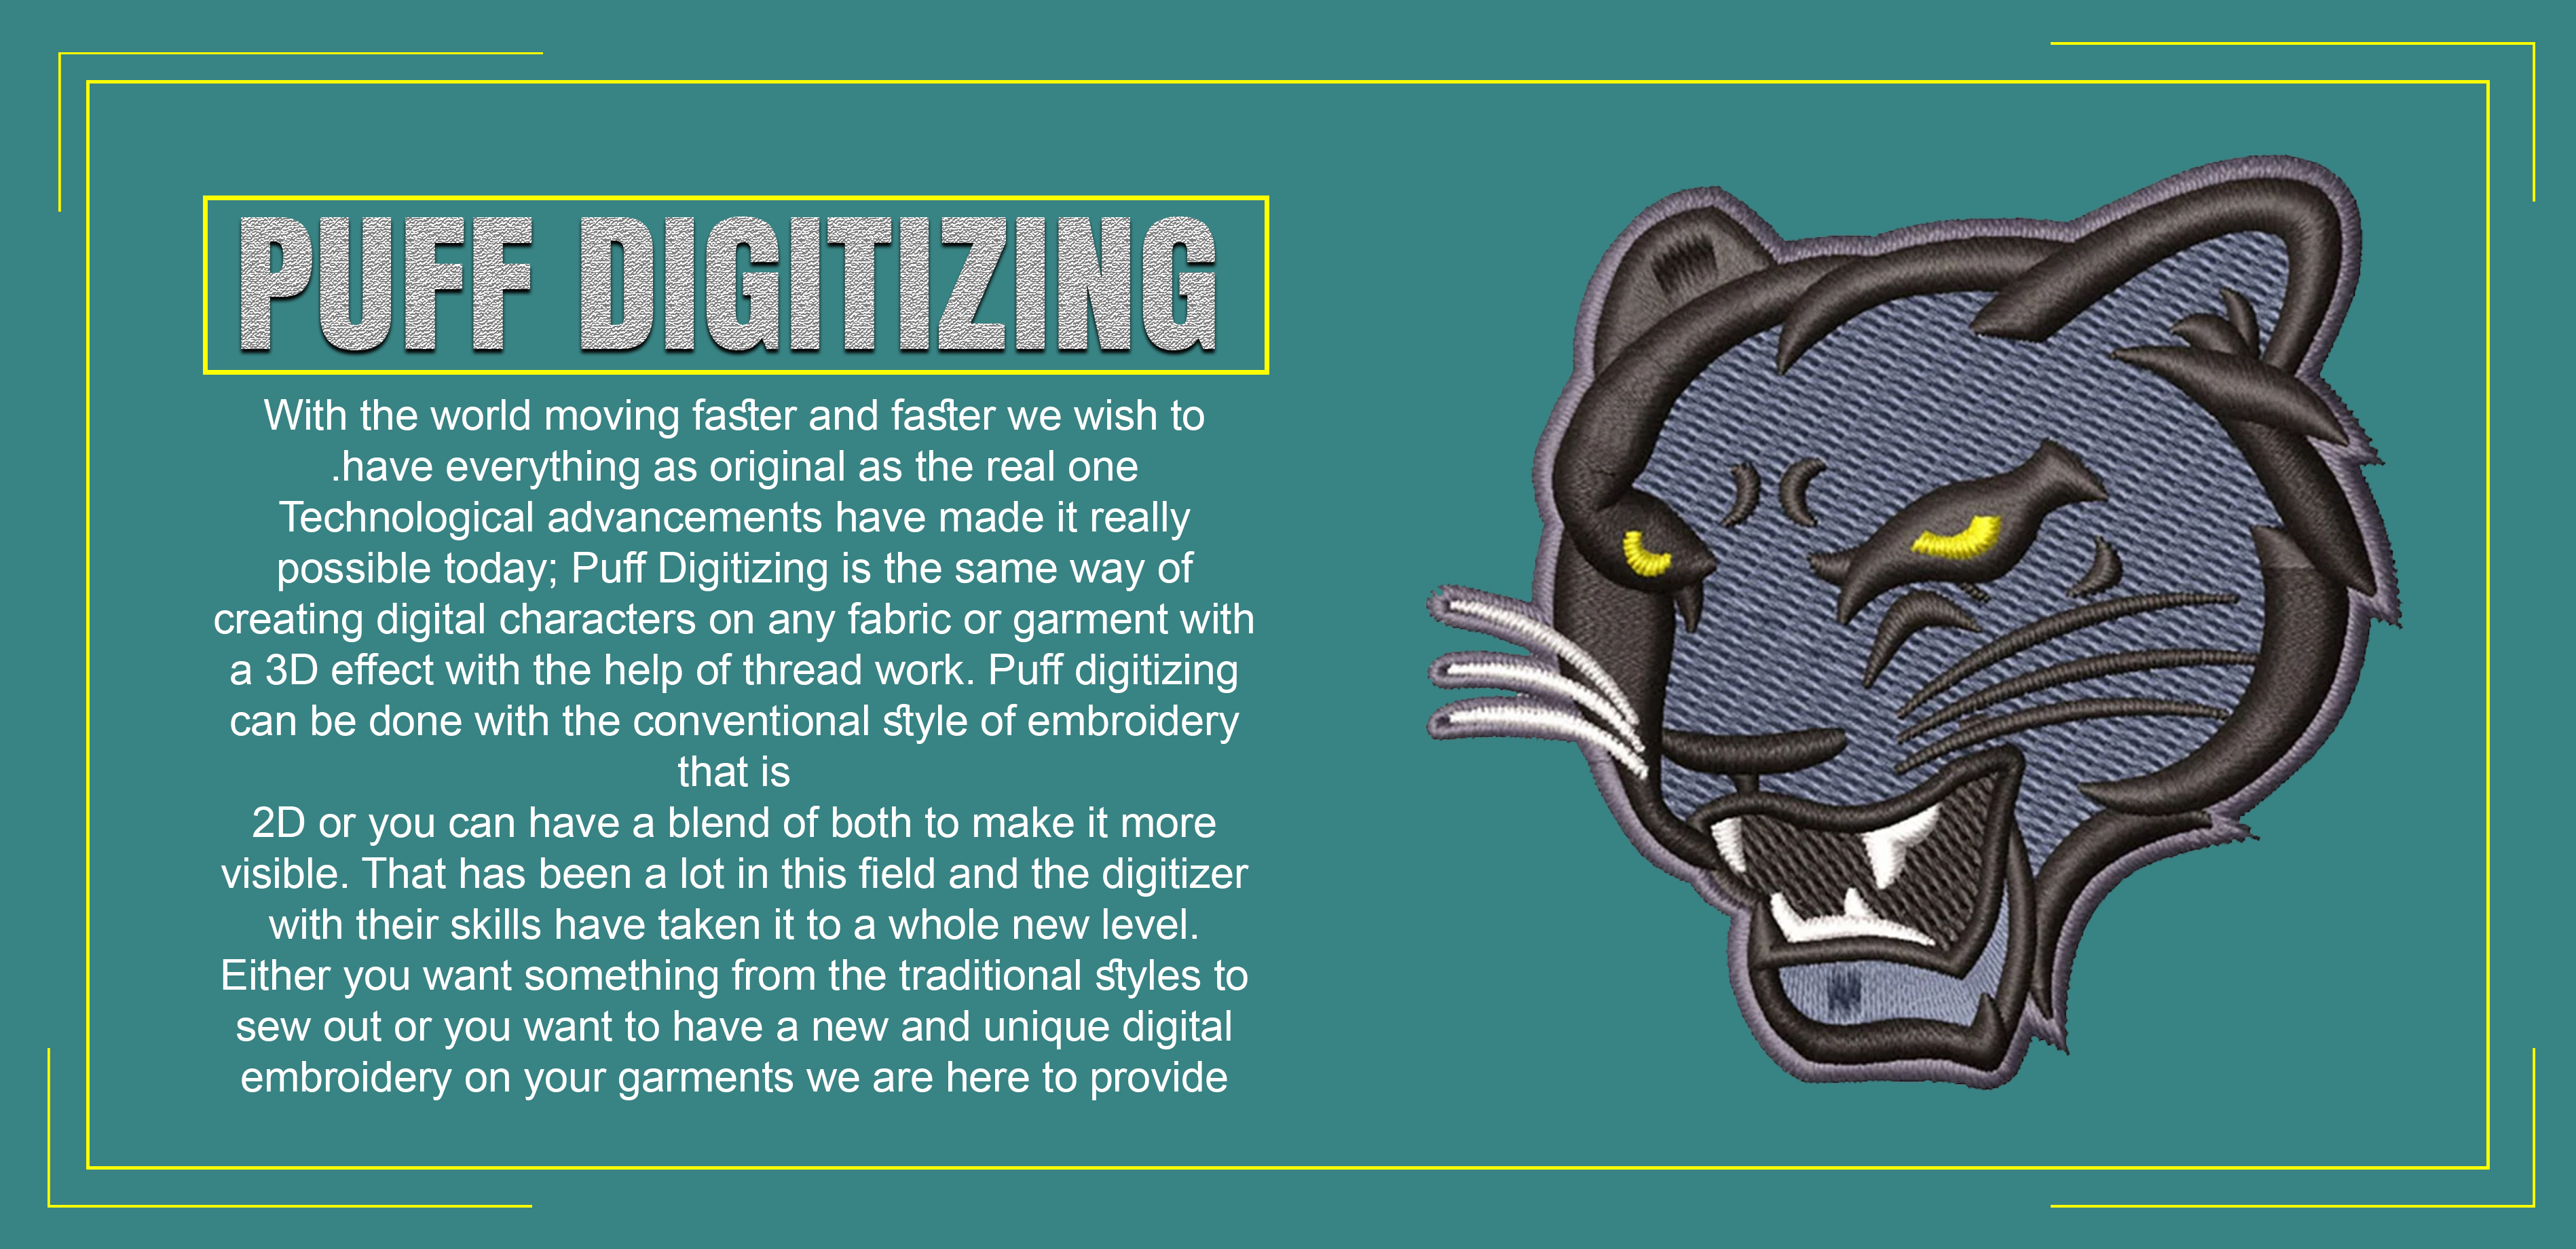 PUFF DIGITIZING
With the world moving faster and faster we wish to
.have everything as original as the real one
Technological advancements have made it really
possible today; Puff Digitizing is the same way of
creating digital characters on any fabric or garment with
a 3D effect with the help of thread work. Puff digitizing
can be done with the conventional style of embroidery
that is
2D or you can have a blend of both to make it more
visible. That has been a lot in this field and the digitizer
with their skills have taken it to a whole new level.
Either you want something from the traditional styles to
sew out or you want to have a new and unique digital
embroidery on your garments we are here to provide